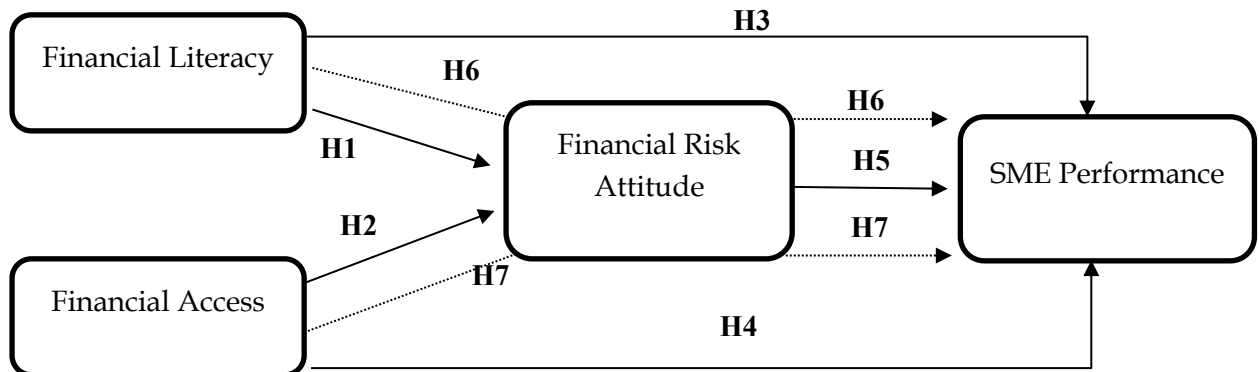 H3
Financial Literacy
H6
H6
H1
Financial Risk
Attitude
H5
SME Performance
H2
H7
H7
Financial Access
H4